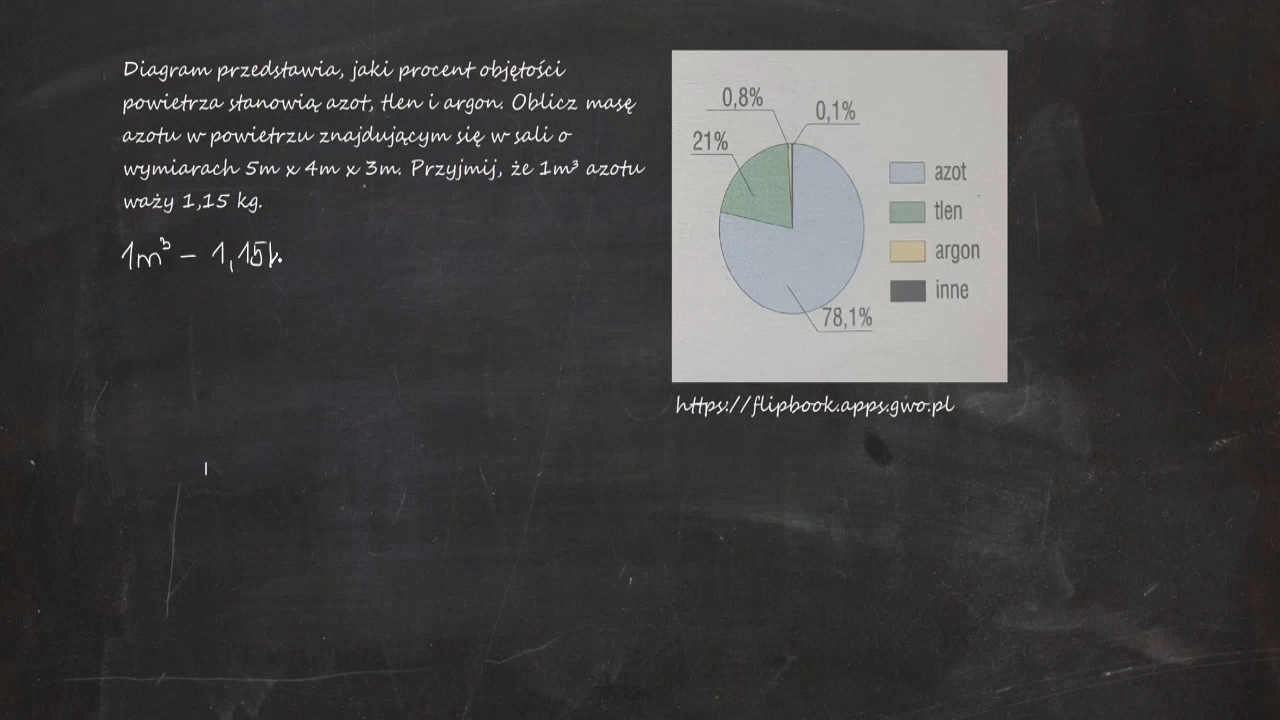 Diagram przedstawia, jaki procent objętości
powietrza stanowią azot, tlen i argon. Oblicz masę
azotu w powietrzu znajdującym się w sali o
wymiarach 5m x 4m x 3m. Przyjmij, że 1m³ azotu
waży 1,15 kg.
1m³ – 1,15k
0,8%
0,1%
21%
78,1%
azot
tlen
argon
inne
https://flipbook.apps.gwo.pl